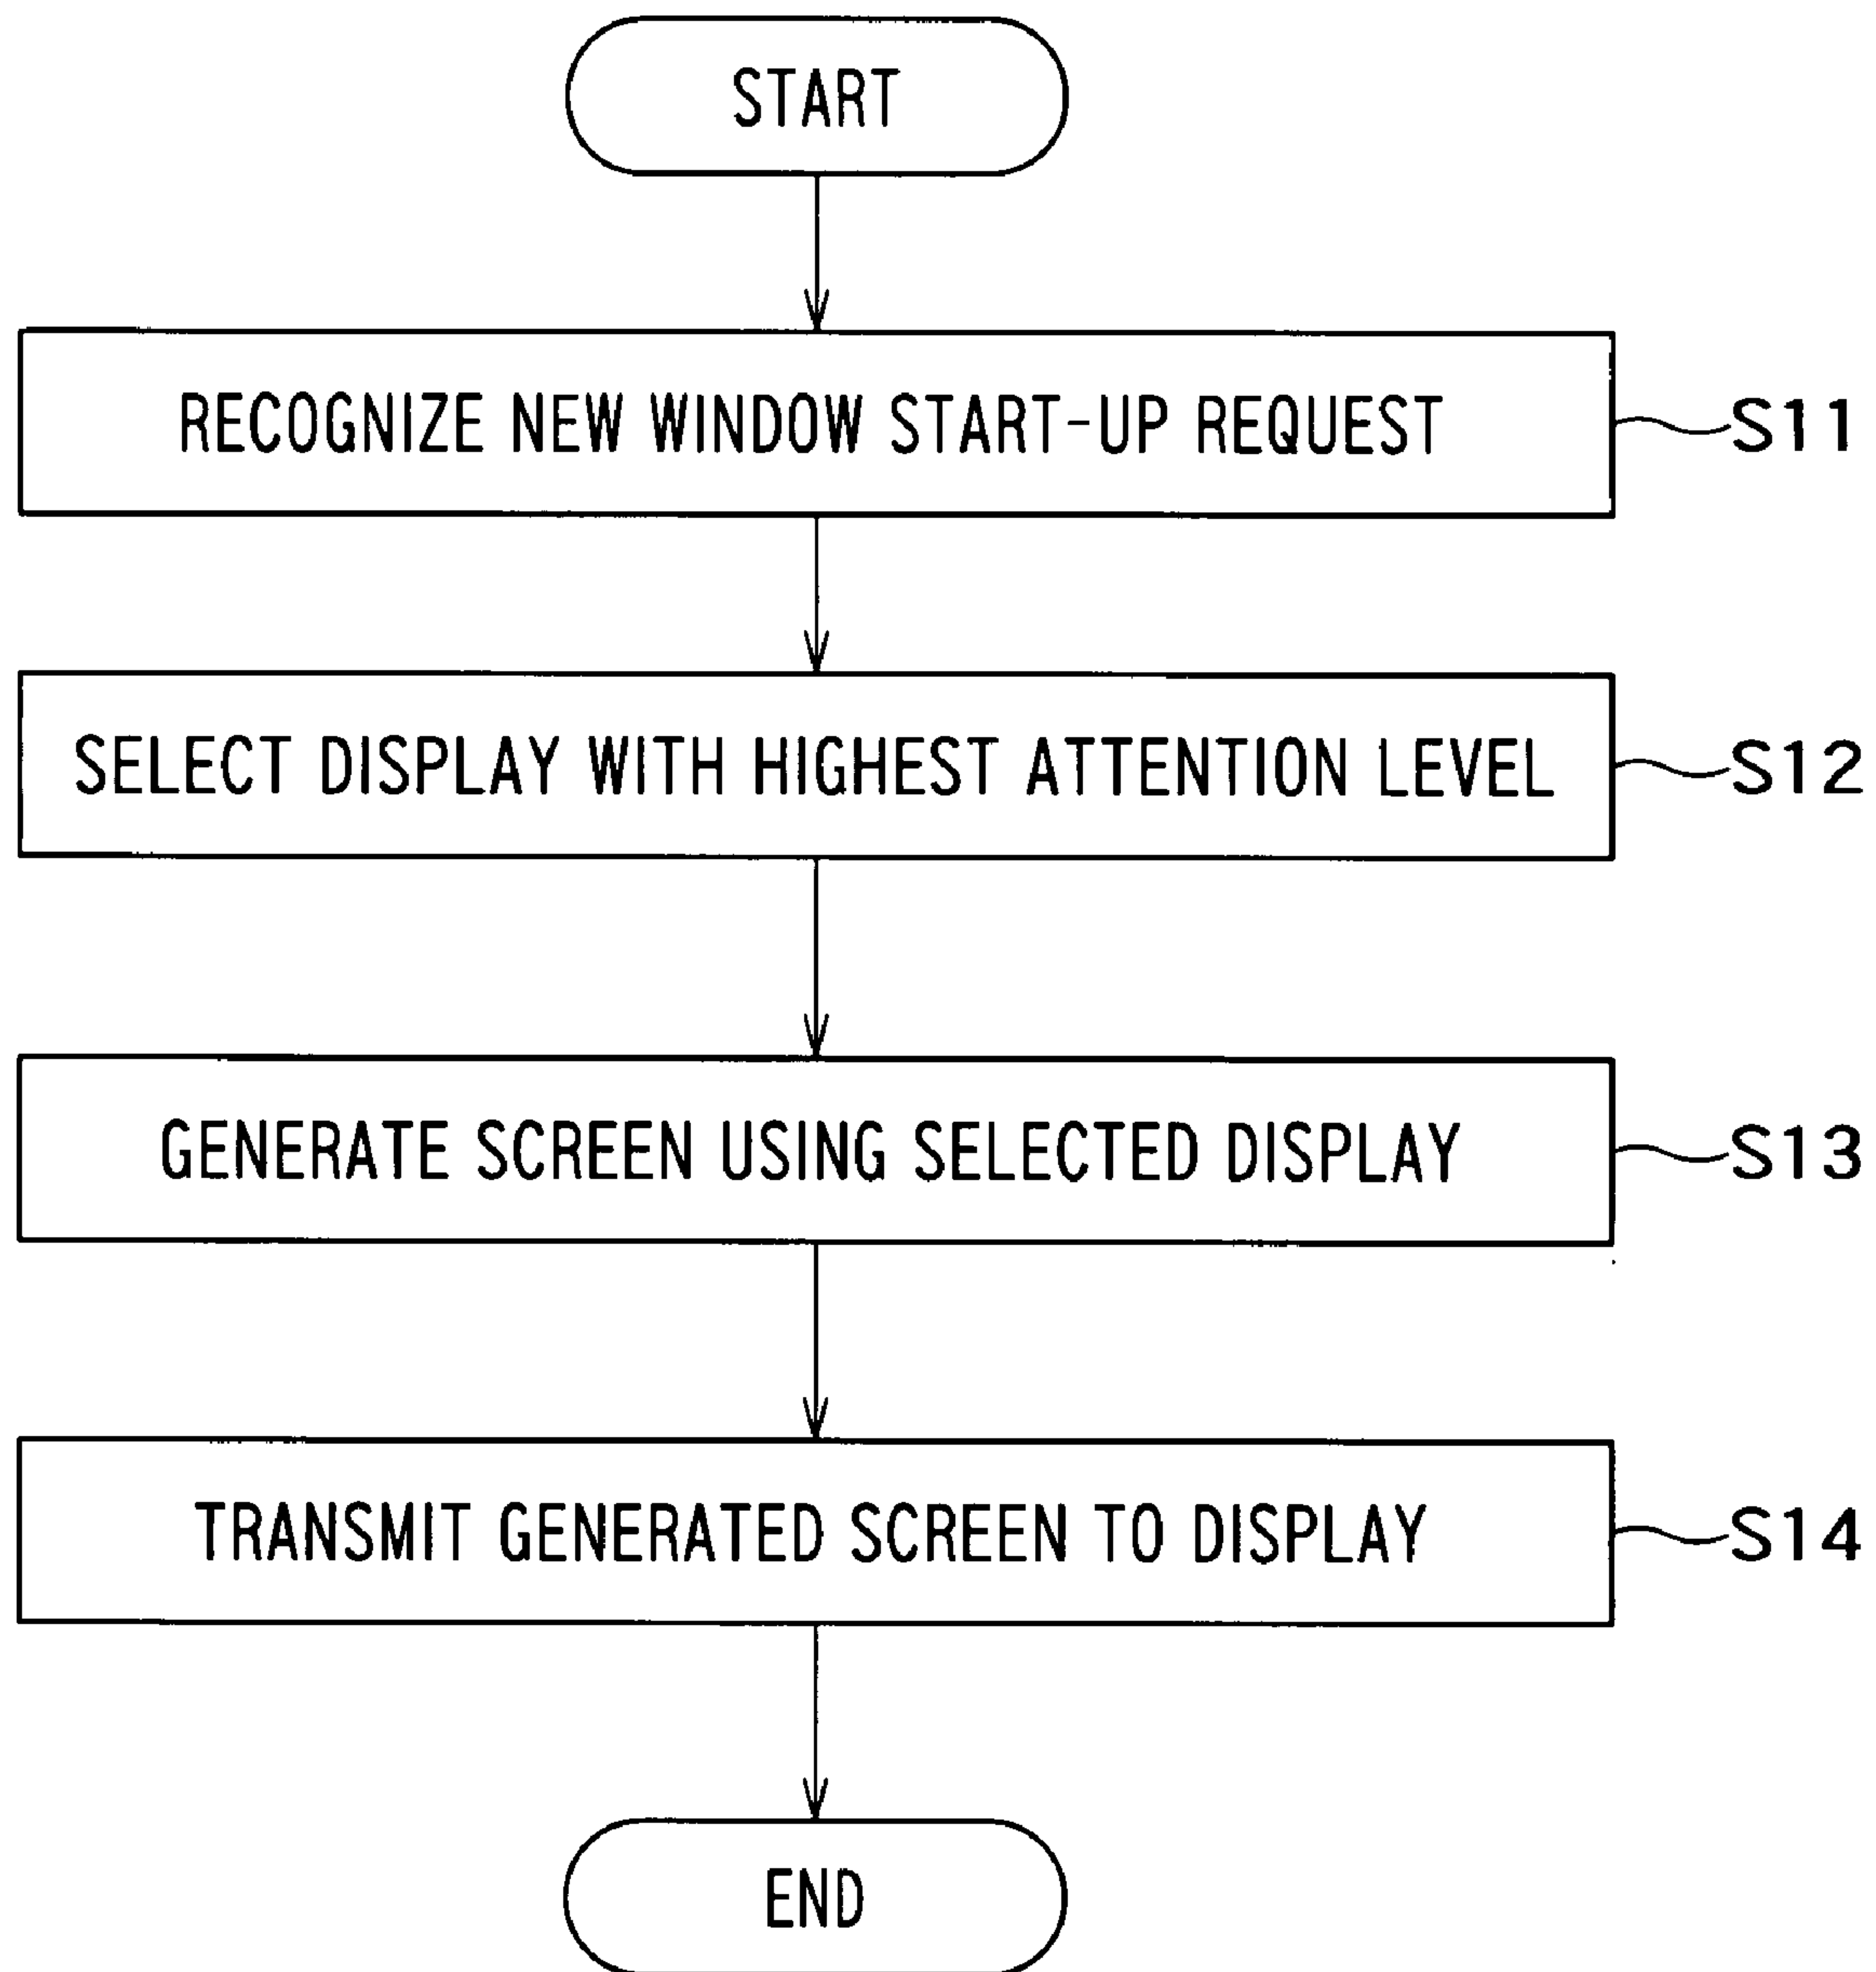 START
RECOGNIZE NEW WINDOW START-UP REQUEST
S11
SELECT DISPLAY WITH HIGHEST ATTENTION LEVEL
S12
GENERATE SCREEN USING SELECTED DISPLAY
S13
TRANSMIT GENERATED SCREEN TO DISPLAY
S14
END